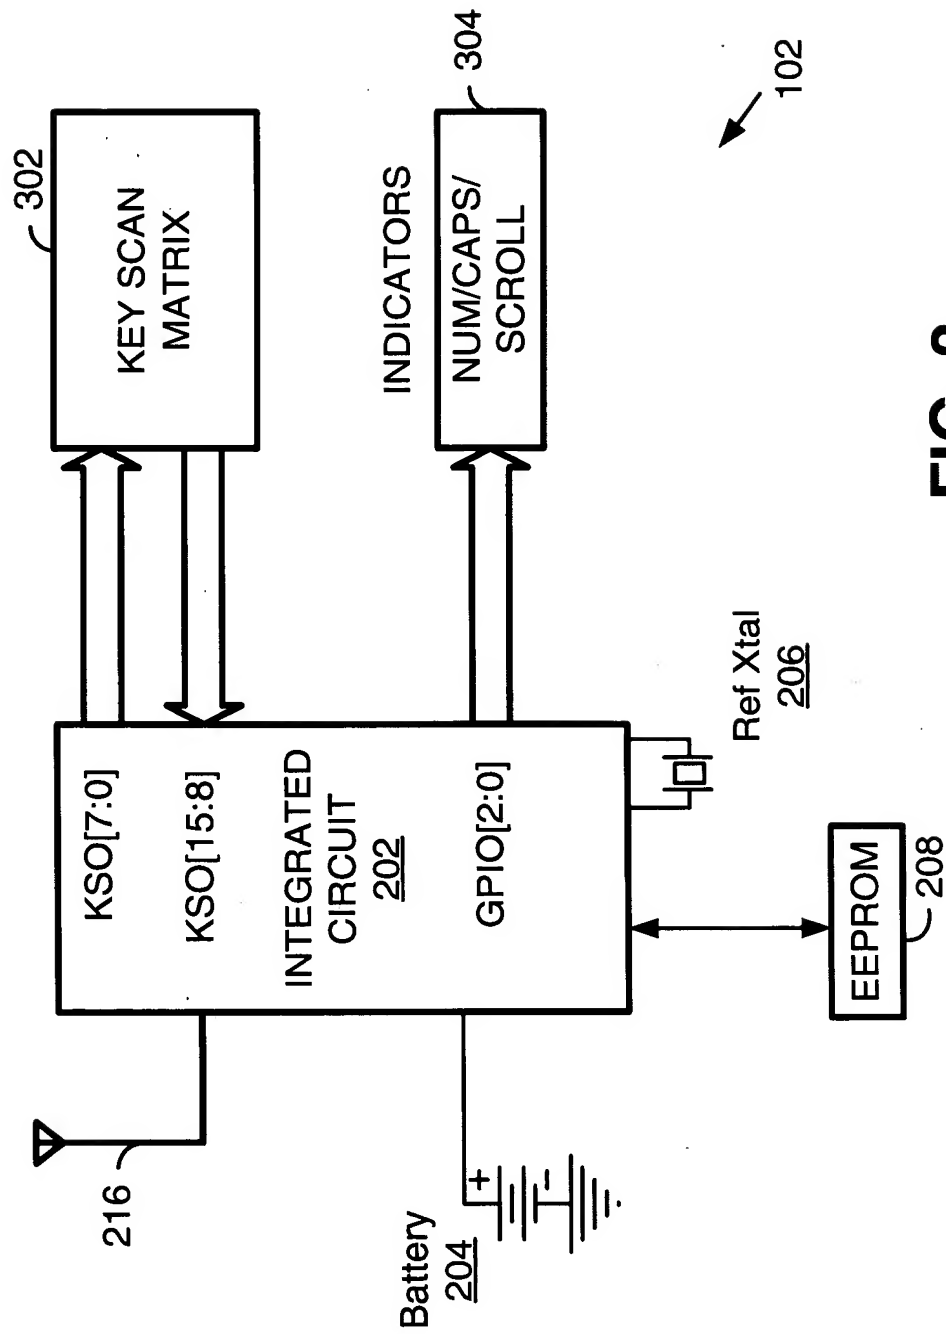 302
KEY SCAN
MATRIX
INDICATORS
304
NUM/CAPS/
SCROLL
102
KSO[7:0]
KSO[15:8]
INTEGRATED
CIRCUIT
202
GPIO[2:0]
216
Battery
204
+
-
Ref Xtal
206
EEPROM
208
FIG.